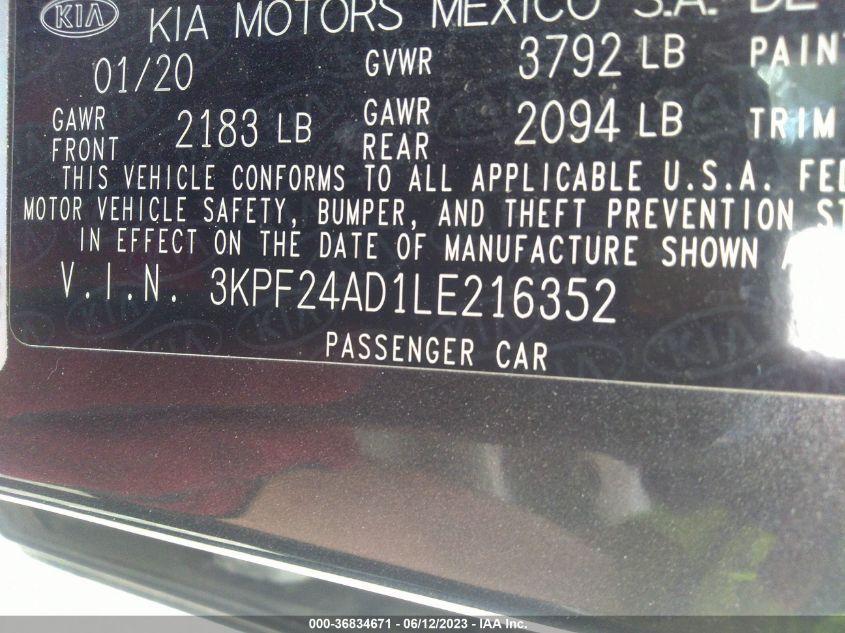 KIA KIA MOTORS MEXICO S.A. DE
01/20 GVWR 3792 LB PAIN
GAWR FRONT 2183 LB GAWR REAR 2094 LB TRIM
THIS VEHICLE CONFORMS TO ALL APPLICABLE U.S.A. FED
MOTOR VEHICLE SAFETY, BUMPER, AND THEFT PREVENTION ST
IN EFFECT ON THE DATE OF MANUFACTURE SHOWN A
V.I.N. 3KPF24AD1LE216352
PASSENGER CAR
000-36834671 - 06/12/2023 - IAA Inc.